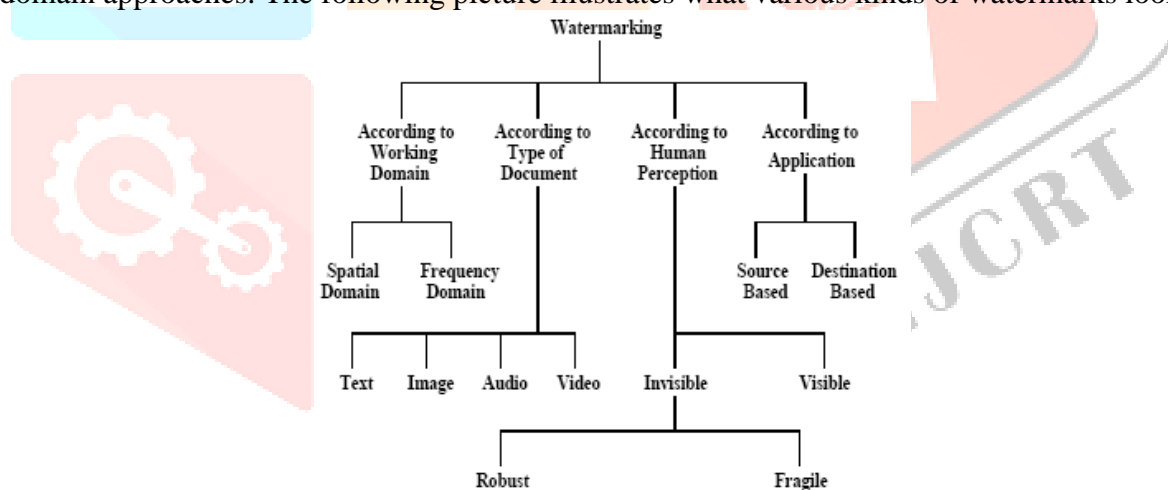 domain approaches. The following picture illustrates what various kinds of watermarks
Watermarking
According to
Working
Domain
According to
Type of
Document
According to
Human
Perception
According to
Application
Spatial
Domain
Frequency
Domain
Source
Based
Destination
Based
Text
Image
Audio
Video
Invisible
Visible
Robust
Fragile
JCRT